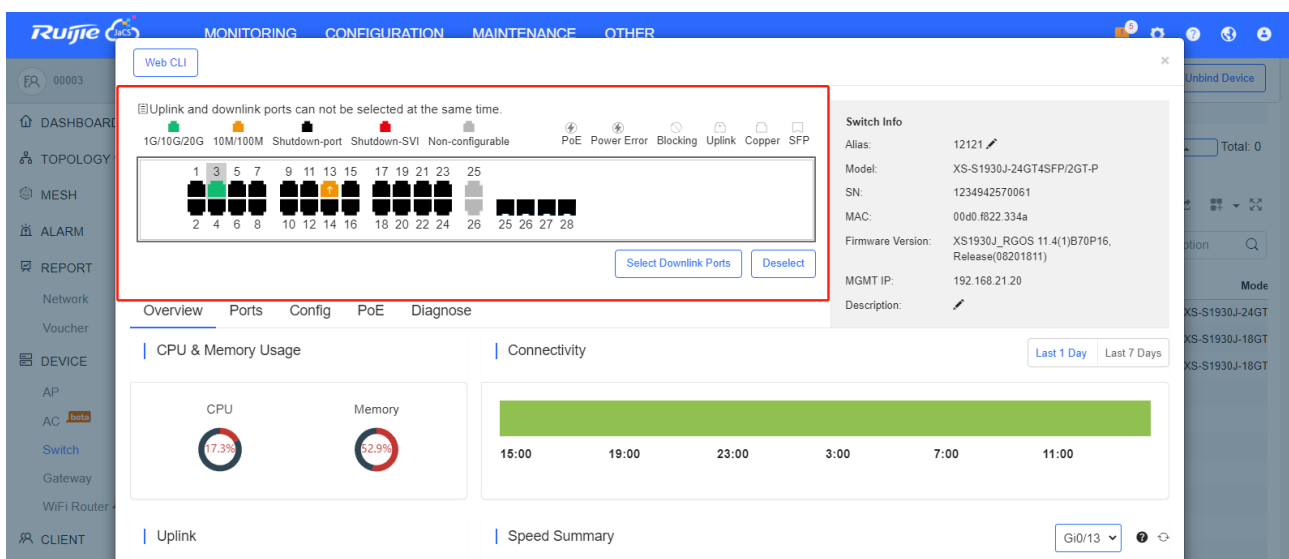 Ruijie JaCS MONITORING CONFIGURATION MAINTENANCE OTHER 5
00003
Web CLI
×
Unbind Device
DASHBOARD
TOPOLOGY
MESH
ALARM
REPORT
Network
Voucher
DEVICE
AP
AC beta
Switch
Gateway
WiFi Router
CLIENT
Uplink and downlink ports can not be selected at the same time.
1G/10G/20G 10M/100M Shutdown-port Shutdown-SVI Non-configurable PoE Power Error Blocking Uplink Copper SFP
1 3 5 7 9 11 13 15 17 19 21 23 25
2 4 6 8 10 12 14 16 18 20 22 24 26 25 26 27 28
Select Downlink Ports Deselect
Switch Info
Alias: 12121
Model: XS-S1930J-24GT4SFP/2GT-P
SN: 1234942570061
MAC: 00d0.f822.334a
Firmware Version: XS1930J_RGOS 11.4(1)B70P16,
Release(08201811)
MGMT IP: 192.168.21.20
Description:
Total: 0
ption
Mode
XS-S1930J-24GT
XS-S1930J-18GT
XS-S1930J-18GT
Overview Ports Config PoE Diagnose
CPU & Memory Usage
CPU Memory
17.3% 52.9%
Connectivity
Last 1 Day Last 7 Days
15:00 19:00 23:00 3:00 7:00 11:00
Uplink
Speed Summary
Gi0/13